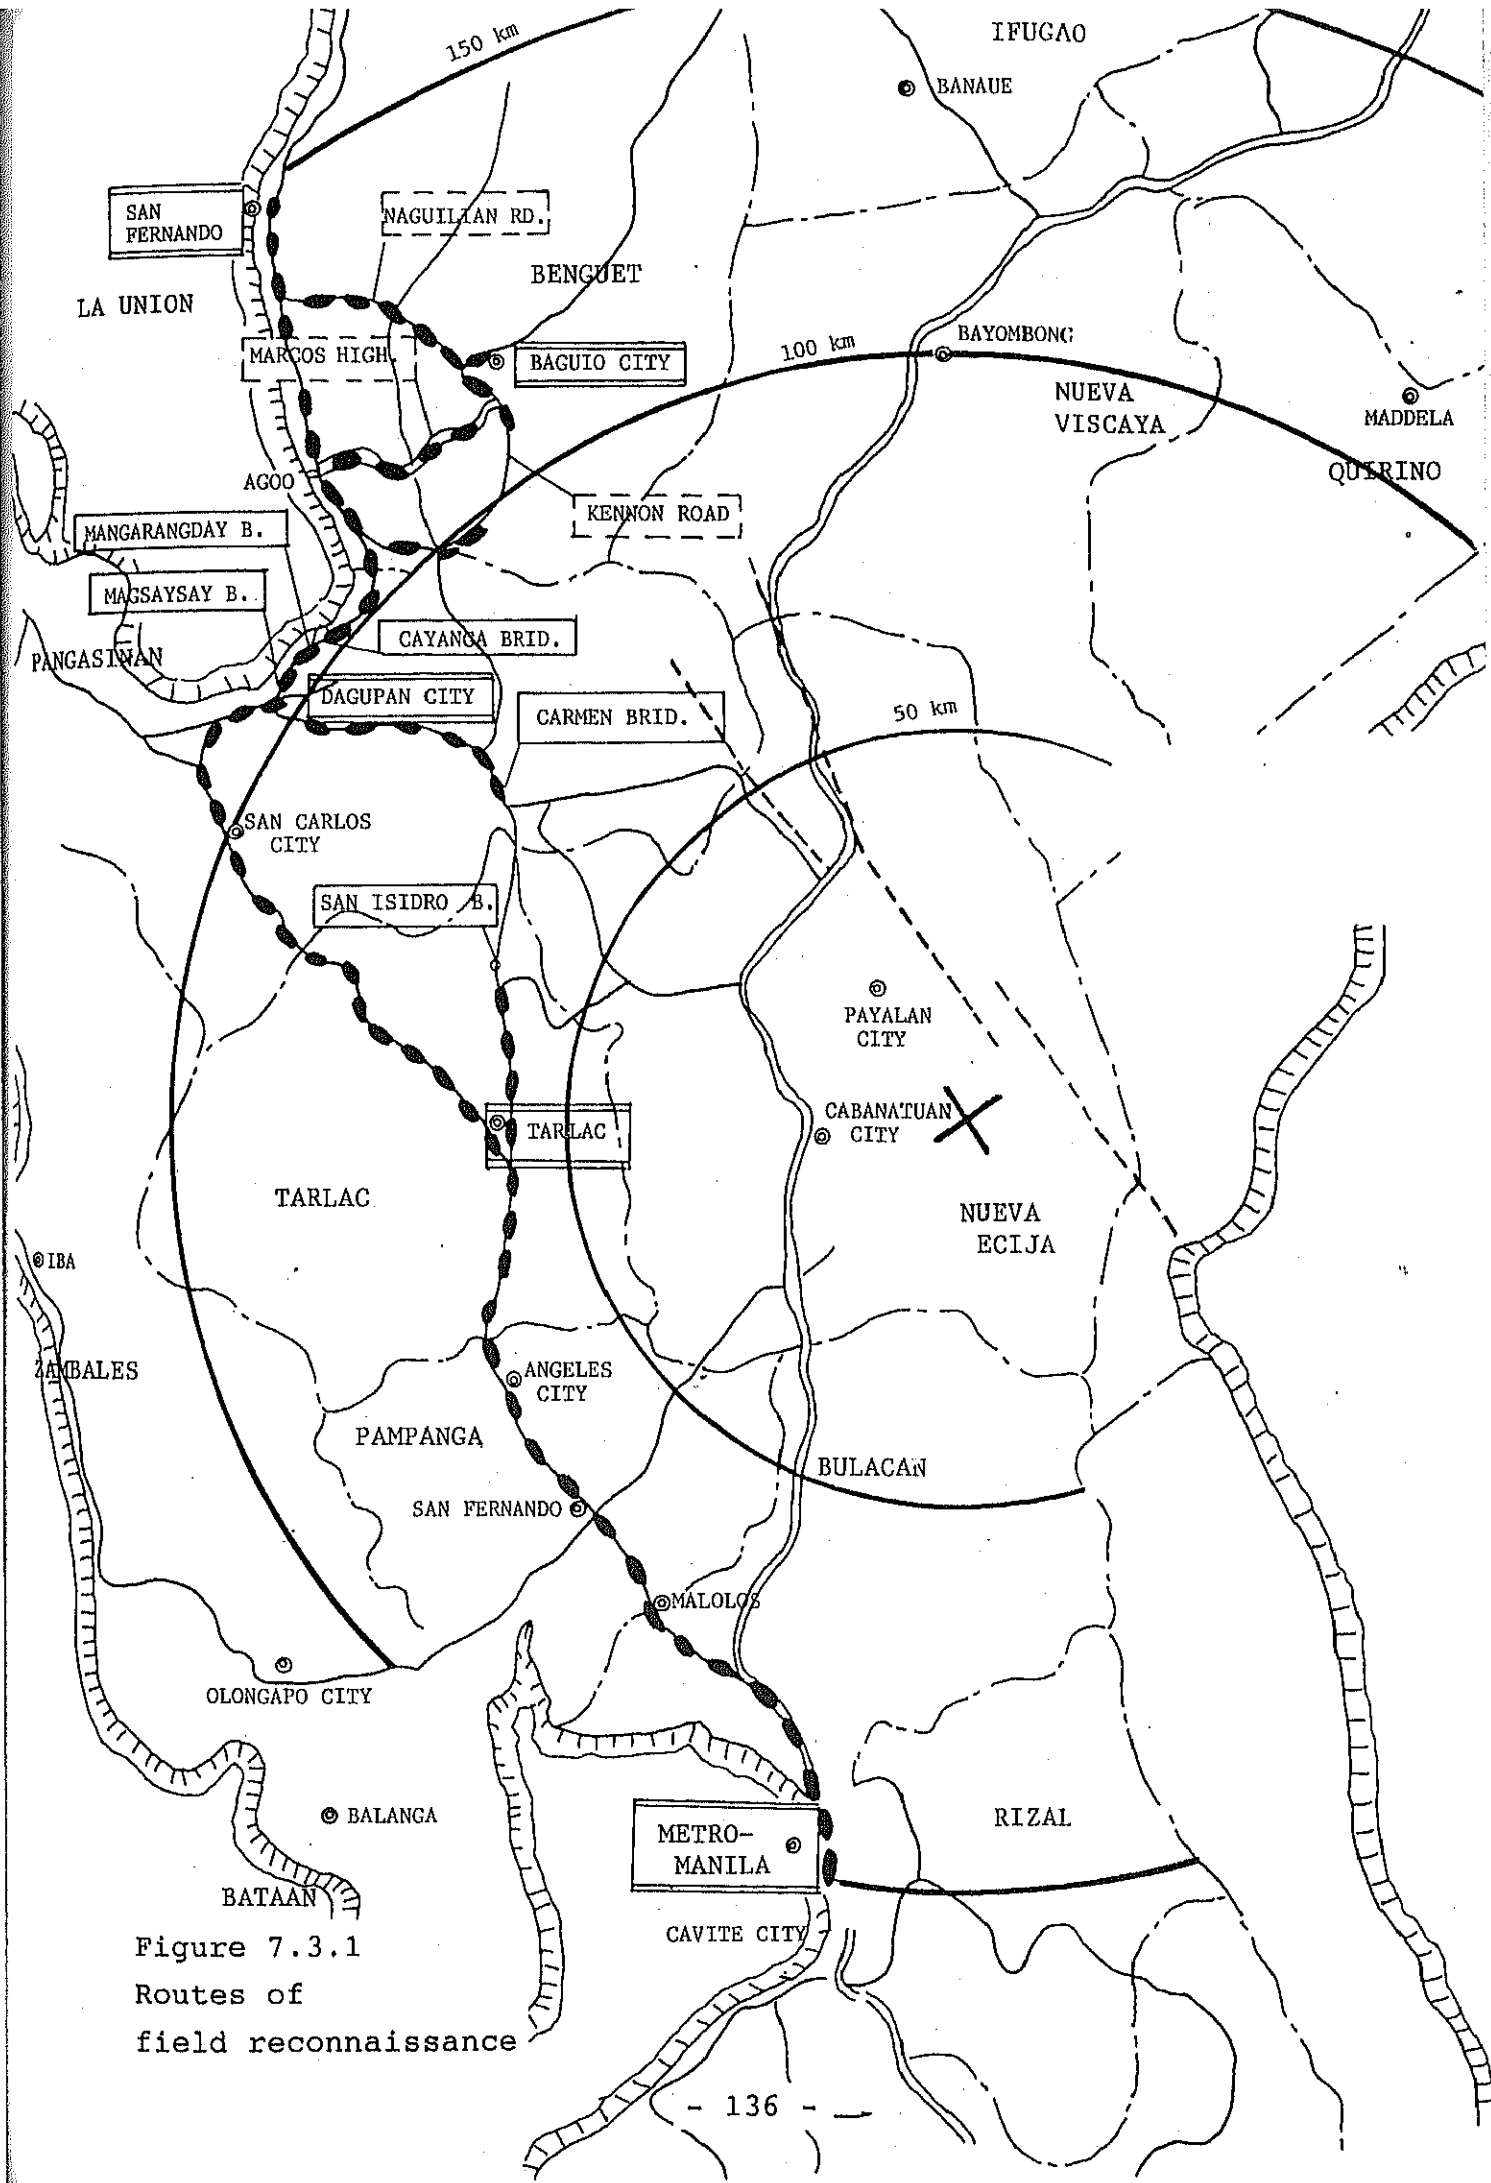 150 km
IFUGAO
BANAUE
SAN
FERNANDO
NAGUILIAN RD.
BENGUET
LA UNION
MARCOS HIGH.
BAGUIO CITY
100 km
BAYOMBONG
NUEVA
VISCAYA
MADDELA
QUIRINO
AGOO
KENNON ROAD
MANGARANGDAY B.
MAGSAYSAY B.
CAYANGA BRID.
PANGASINAN
DAGUPAN CITY
CARMEN BRID.
50 km
SAN CARLOS
CITY
SAN ISIDRO B.
PAYALAN
CITY
CABANATUAN
CITY
TARLAC
TARLAC
NUEVA
ECIJA
IBA
ZAMBALES
ANGELES
CITY
PAMPANGA
BULACAN
SAN FERNANDO
MALOLOS
OLONGAPO CITY
BALANGA
METRO-
MANILA
RIZAL
BATAAN
CAVITE CITY
Figure 7.3.1
Routes of
field reconnaissance
- 136 -